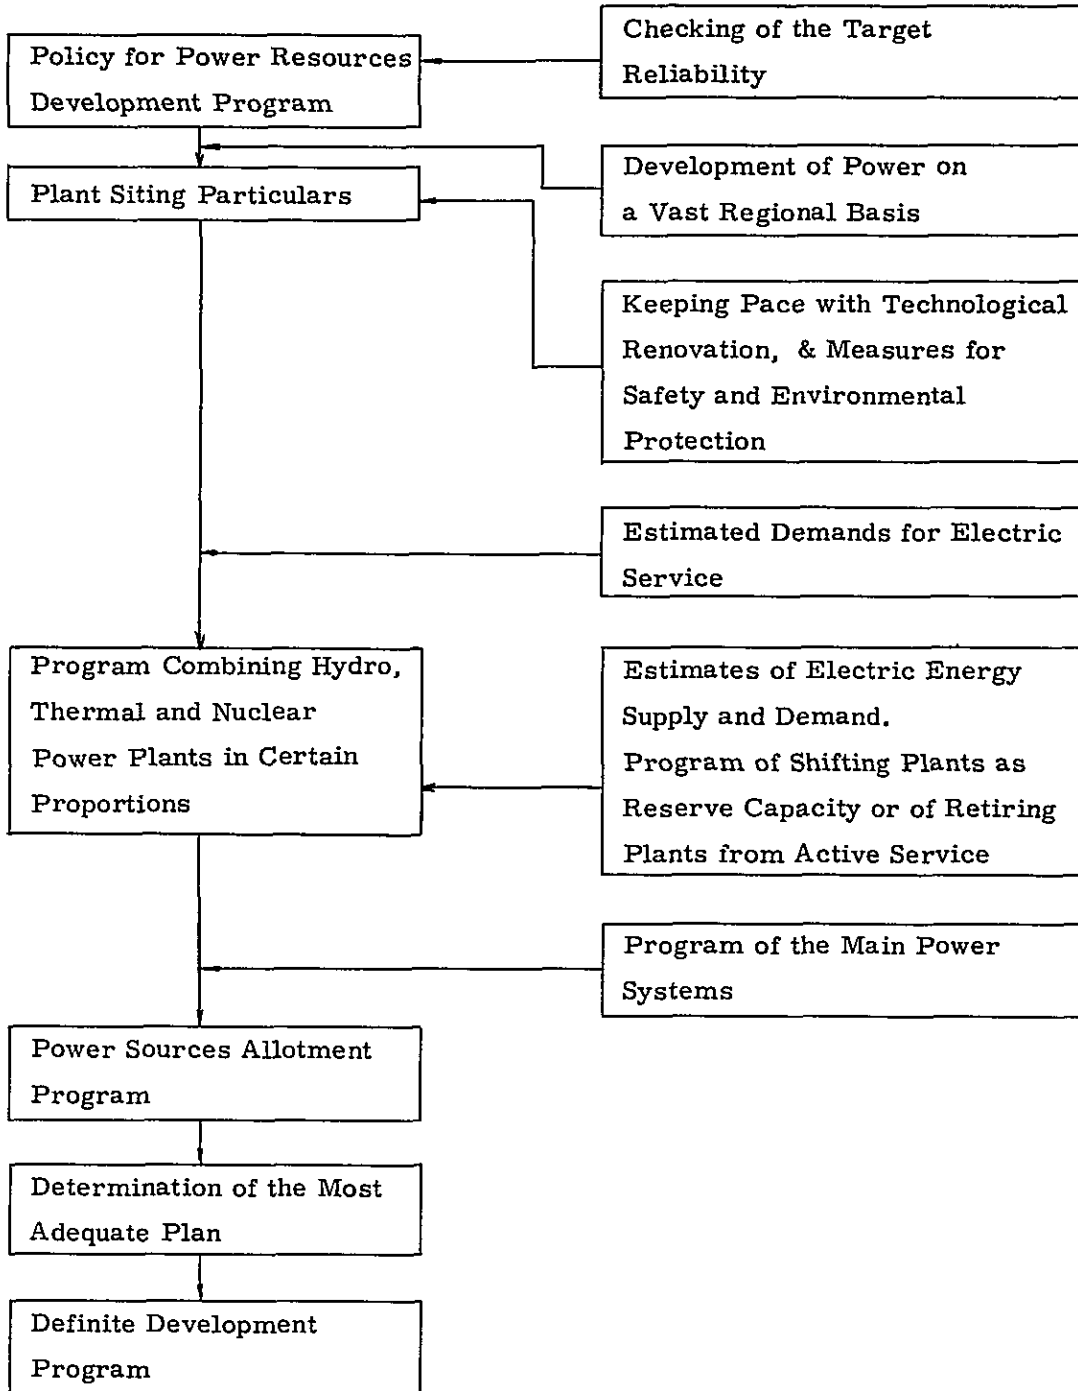 Policy for Power Resources
Development Program
Checking of the Target
Reliability
Plant Siting Particulars
Development of Power on
a Vast Regional Basis
Keeping Pace with Technological
Renovation, & Measures for
Safety and Environmental
Protection
Estimated Demands for Electric
Service
Program Combining Hydro,
Thermal and Nuclear
Power Plants in Certain
Proportions
Estimates of Electric Energy
Supply and Demand.
Program of Shifting Plants as
Reserve Capacity or of Retiring
Plants from Active Service
Program of the Main Power
Systems
Power Sources Allotment
Program
Determination of the Most
Adequate Plan
Definite Development
Program